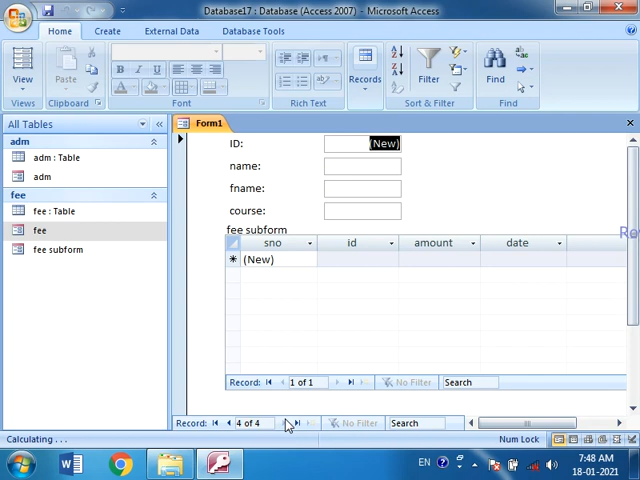 Database17 : Database (Access 2007) - Microsoft Access
Home Create External Data Database Tools
View
Paste
Records
Filter
Find
B I U
ab
Views Clipboard Font Rich Text Sort & Filter Find
All Tables
Form1
adm
adm : Table
adm
fee
fee : Table
fee
fee subform
ID: (New)
name:
fname:
course:
fee subform
sno id amount date
(New)
Record: 1 of 1 No Filter Search
Record: 4 of 4 No Filter Search
Calculating . . .
Num Lock
EN
7:48 AM
18-01-2021